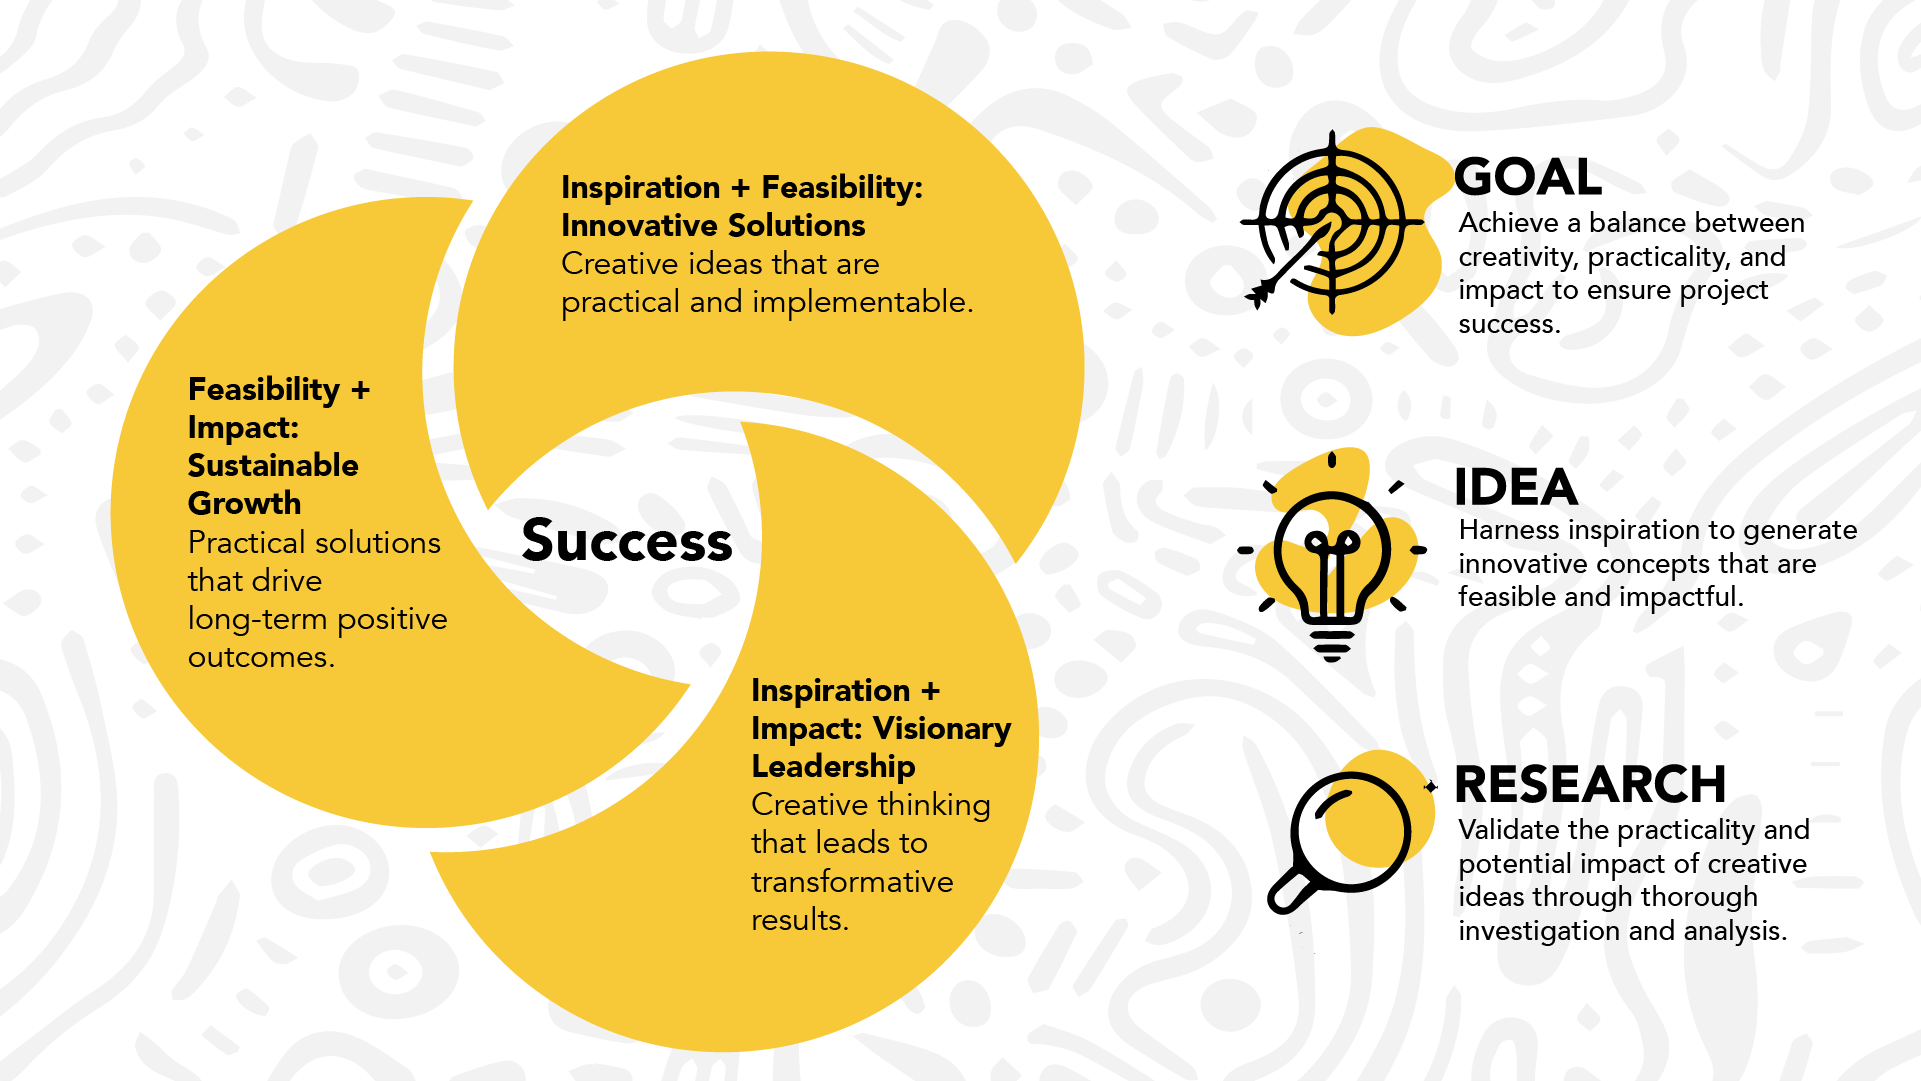 Inspiration + Feasibility:
Innovative Solutions
Creative ideas that are
practical and implementable.
Feasibility +
Impact:
Sustainable
Growth
Practical solutions
that drive
long-term positive
outcomes.
Success
Inspiration +
Impact: Visionary
Leadership
Creative thinking
that leads to
transformative
results.
GOAL
Achieve a balance between
creativity, practicality, and
impact to ensure project
success.
IDEA
Harness inspiration to generate
innovative concepts that are
feasible and impactful.
RESEARCH
Validate the practicality and
potential impact of creative
ideas through thorough
investigation and analysis.